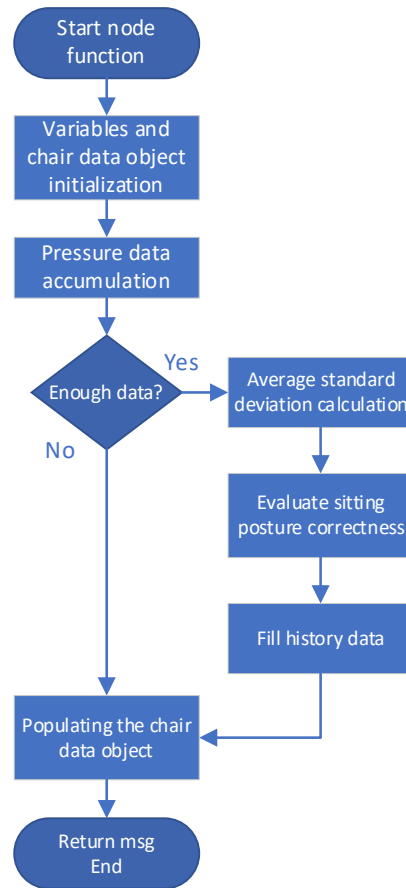 Start node
function
Variables and
chair data object
initialization
Pressure data
accumulation
Enough data?
Yes
No
Average standard
deviation calculation
Evaluate sitting
posture correctness
Fill history data
Populating the chair
data object
Return msg
End